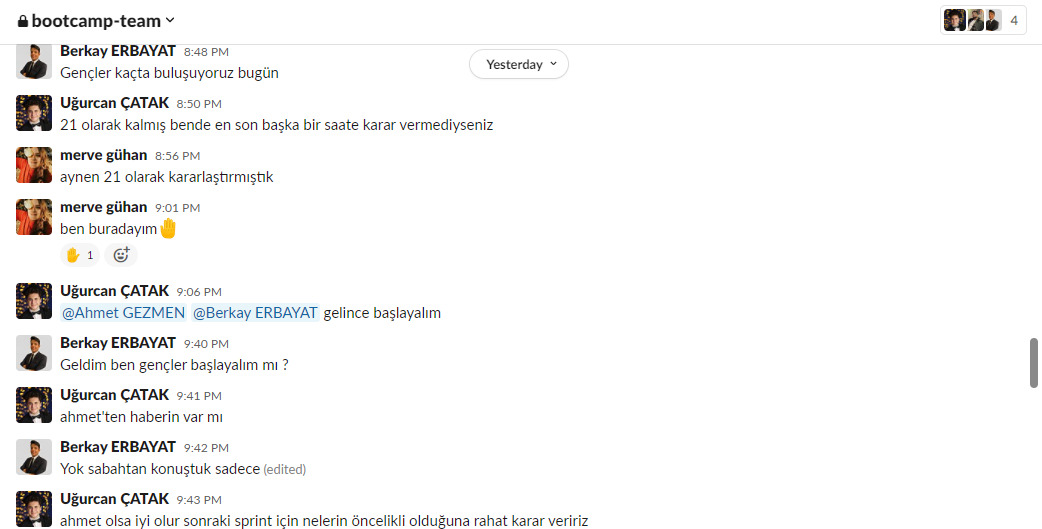 bootcamp-team
4
Berkay ERBAYAT 8:48 PM
Yesterday
Gençler kaçta buluşuyoruz bugün
Uğurcan ÇATAK 8:50 PM
21 olarak kalmış bende en son başka bir saate karar vermediyseniz
merve gühan 8:56 PM
aynen 21 olarak kararlaştırmıştık
merve gühan 9:01 PM
ben buradayım🤚
✋ 1
Uğurcan ÇATAK 9:06 PM
@Ahmet GEZMEN @Berkay ERBAYAT gelince başlayalım
Berkay ERBAYAT 9:40 PM
Geldim ben gençler başlayalım mı ?
Uğurcan ÇATAK 9:41 PM
ahmet'ten haberin var mı
Berkay ERBAYAT 9:42 PM
Yok sabahtan konuştuk sadece (edited)
Uğurcan ÇATAK 9:43 PM
ahmet olsa iyi olur sonraki sprint için nelerin öncelikli olduğuna rahat karar veririz